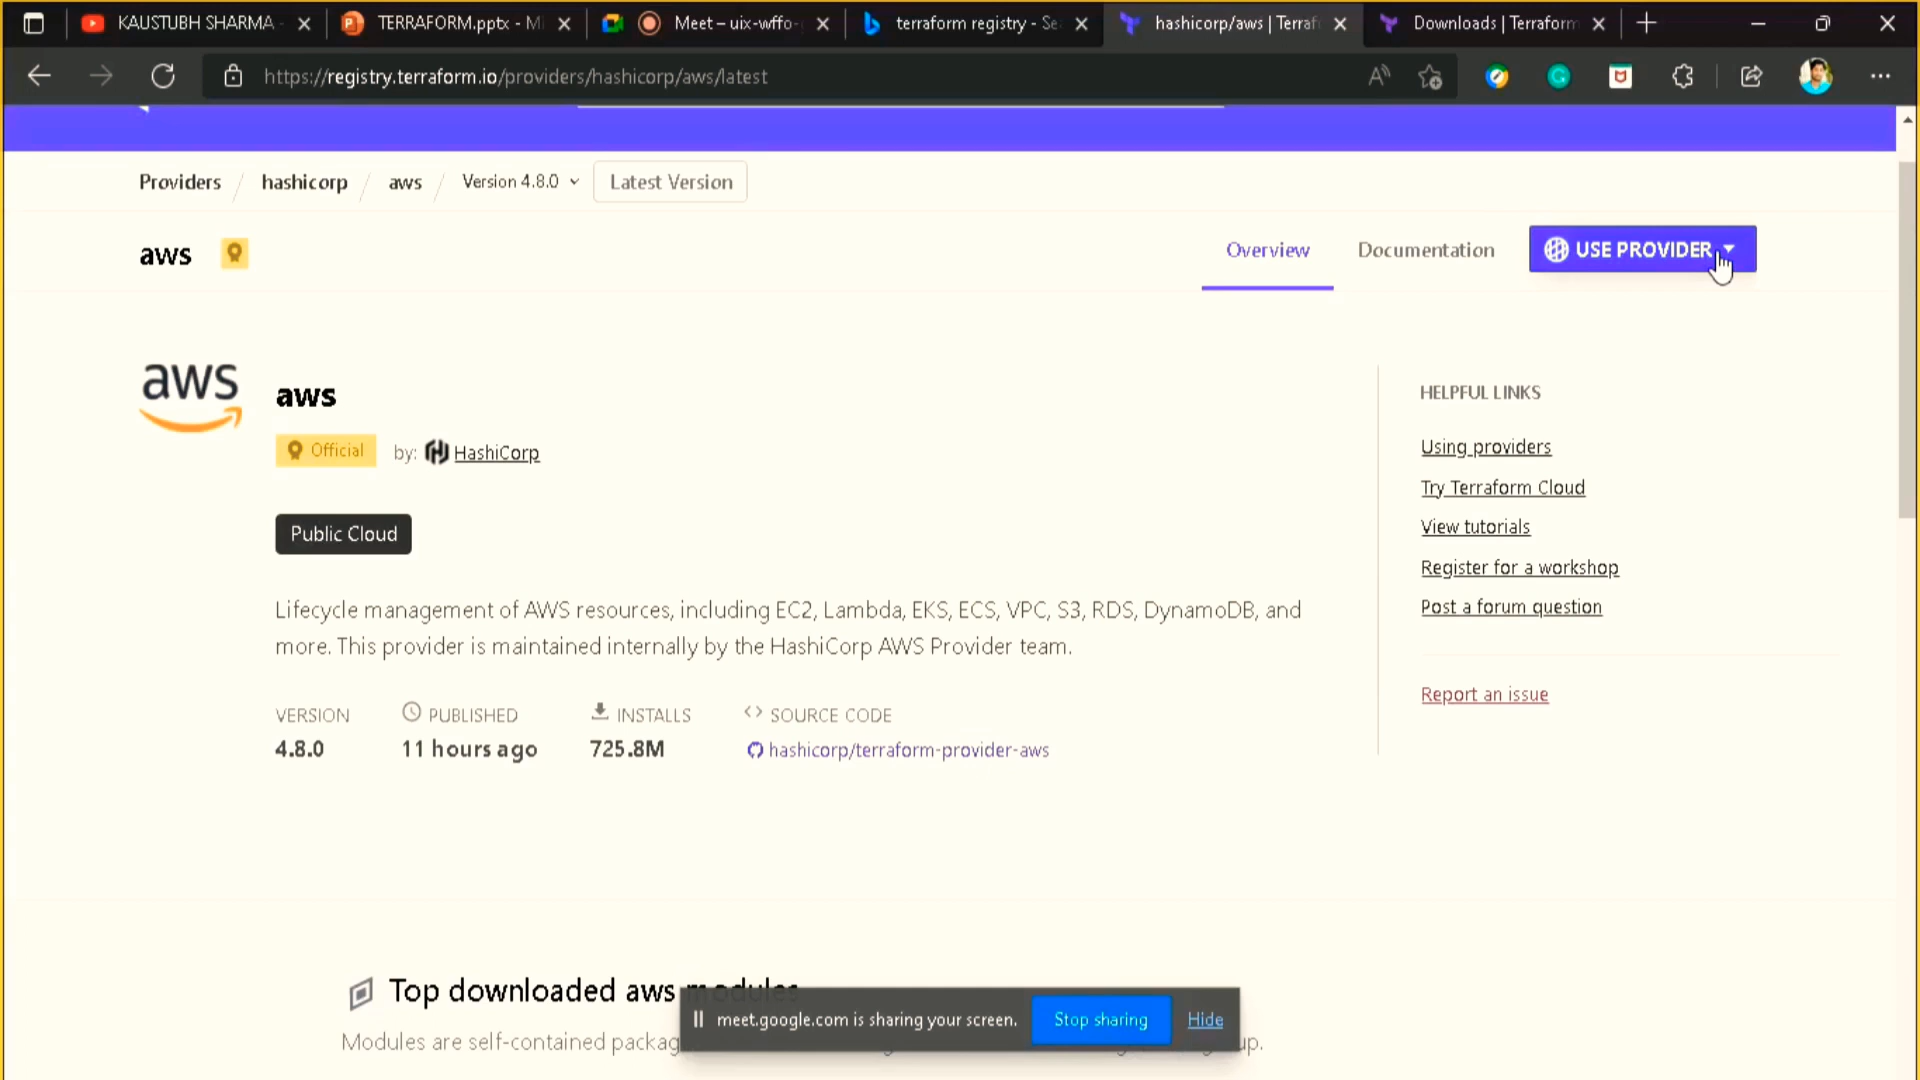 KAUSTUBH SHARMA
TERRAFORM.pptx - M
Meet – uix-wffo-
terraform registry - Se
hashicorp/aws | Terraf
Downloads | Terraform
https://registry.terraform.io/providers/hashicorp/aws/latest
Providers / hashicorp / aws / Version 4.8.0 Latest Version
aws
Overview Documentation USE PROVIDER
aws
aws
Official by: HashiCorp
Public Cloud
Lifecycle management of AWS resources, including EC2, Lambda, EKS, ECS, VPC, S3, RDS, DynamoDB, and
more. This provider is maintained internally by the HashiCorp AWS Provider team.
VERSION PUBLISHED INSTALLS SOURCE CODE
4.8.0 11 hours ago 725.8M hashicorp/terraform-provider-aws
HELPFUL LINKS
Using providers
Try Terraform Cloud
View tutorials
Register for a workshop
Post a forum question
Report an issue
Top downloaded aws modules
Modules are self-contained packag
up.
meet.google.com is sharing your screen. Stop sharing Hide